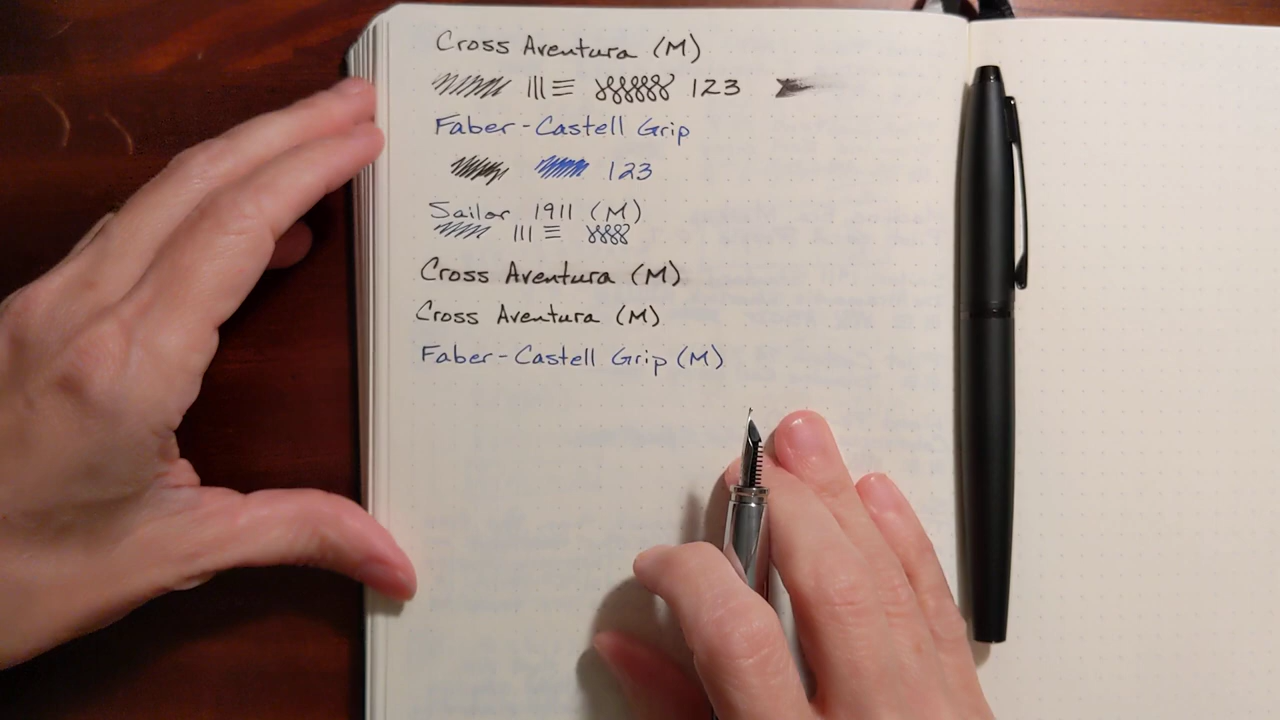 Cross Aventura (M)
123
Faber-Castell Grip
123
Sailor 1911 (M)
Cross Aventura (M)
Cross Aventura (M)
Faber-Castell Grip (M)